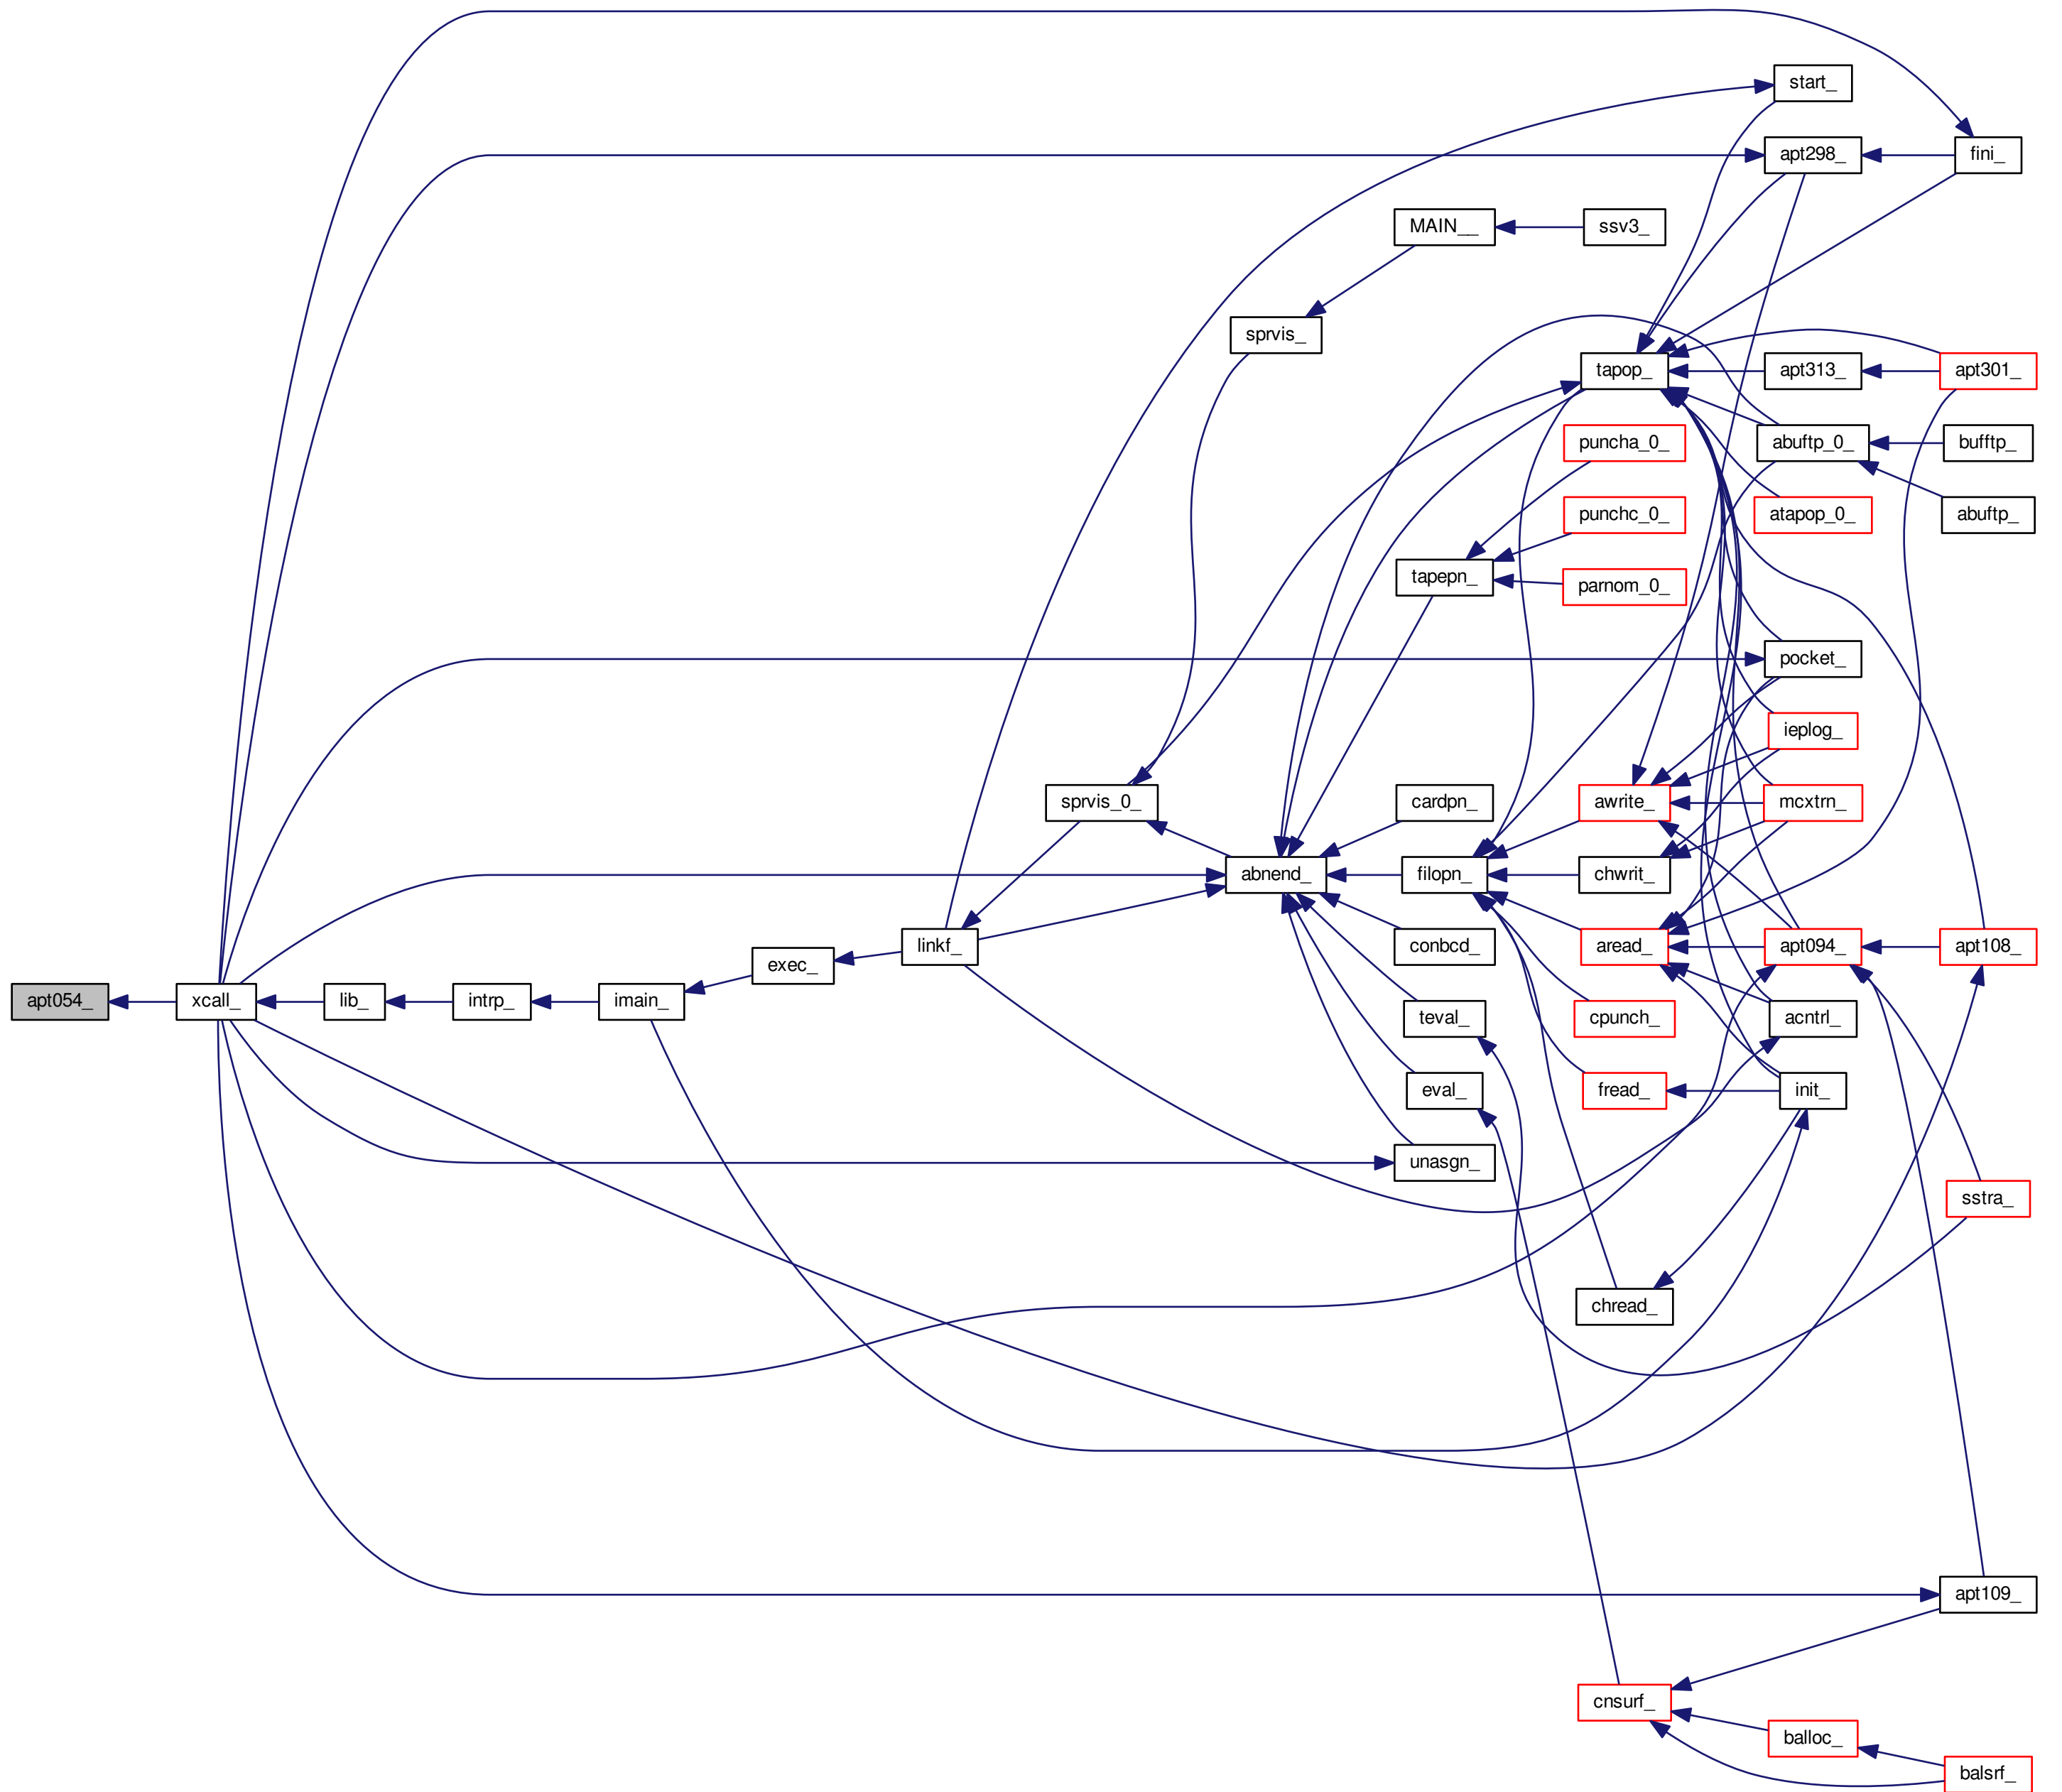 start_
apt298_
fini_
MAIN__
ssv3_
sprvis_
tapop_
apt313_
apt301_
puncha_0_
abuftp_0_
bufftp_
punchc_0_
atapop_0_
abuftp_
tapepn_
parnom_0_
pocket_
ieplog_
sprvis_0_
cardpn_
awrite_
mcxtrn_
abnend_
filopn_
chwrit_
linkf_
conbcd_
aread_
apt094_
apt108_
exec_
apt054_
xcall_
lib_
intrp_
imain_
teval_
cpunch_
acntrl_
eval_
fread_
init_
unasgn_
sstra_
chread_
apt109_
cnsurf_
balloc_
balsrf_